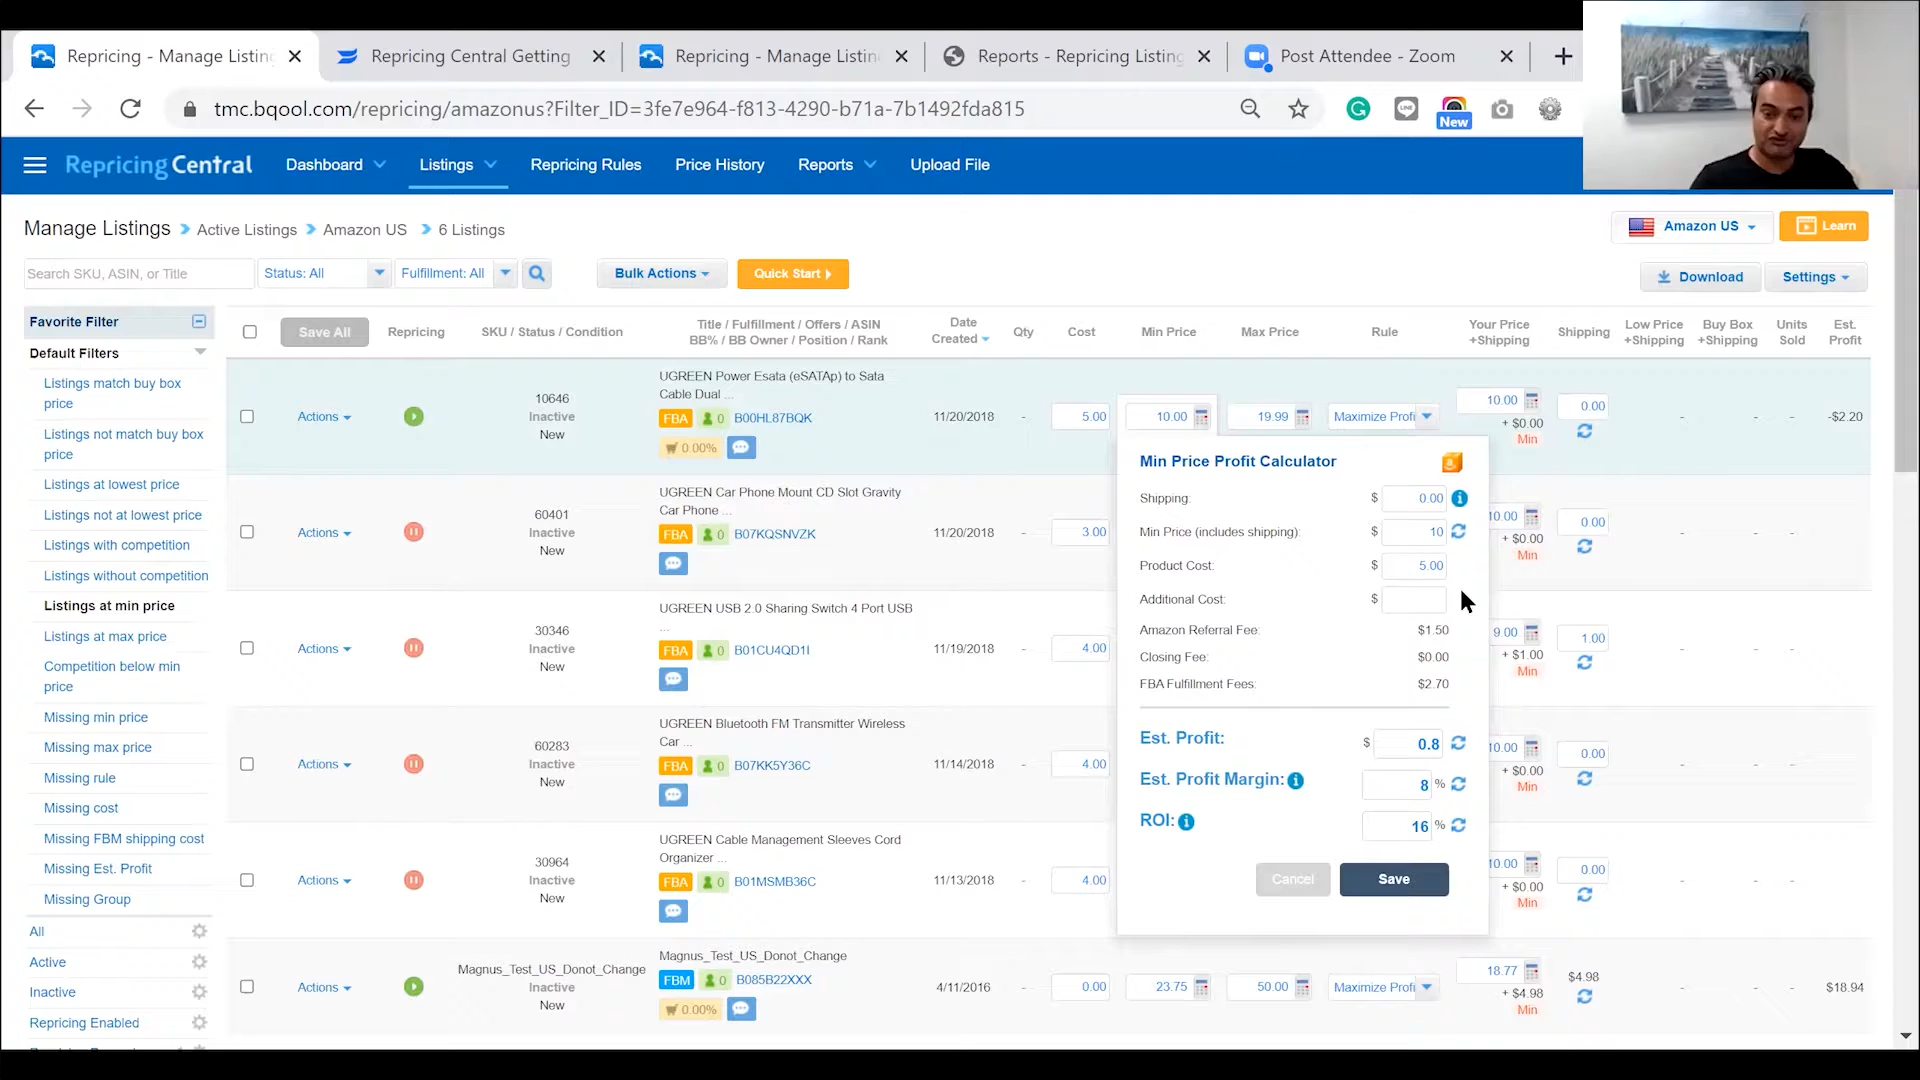 Repricing - Manage Listin
Repricing Central Getting
Repricing - Manage Listin
Reports - Repricing Listing
Post Attendee - Zoom
tmc.bqool.com/repricing/amazonus?Filter_ID=3fe7e964-f813-4290-b71a-7b1492fda815
New
Repricing Central
Dashboard
Listings
Repricing Rules
Price History
Reports
Upload File
Manage Listings
Active Listings
Amazon US
6 Listings
Amazon US
Learn
Search SKU, ASIN, or Title
Status: All
Fulfillment: All
Bulk Actions
Quick Start
Download
Settings
Favorite Filter
Default Filters
Listings match buy box
price
Listings not match buy box
price
Listings at lowest price
Listings not at lowest price
Listings with competition
Listings without competition
Listings at min price
Listings at max price
Competition below min
price
Missing min price
Missing max price
Missing rule
Missing cost
Missing FBM shipping cost
Missing Est. Profit
Missing Group
All
Active
Inactive
Repricing Enabled
Save All
Repricing
SKU / Status / Condition
Title / Fulfillment / Offers / ASIN
BB% / BB Owner / Position / Rank
Date
Created
Qty
Cost
Min Price
Max Price
Rule
Your Price
+Shipping
Shipping
Low Price
+Shipping
Buy Box
+Shipping
Units
Sold
Est.
Profit
Actions
10646
Inactive
New
UGREEN Power Esata (eSATAp) to Sata
Cable Dual ...
FBA 0 B00HL87BQK
0.00%
11/20/2018
-
5.00
10.00
19.99
Maximize Profi
10.00
+ $0.00
Min
0.00
-
-
-
-$2.20
Actions
60401
Inactive
New
UGREEN Car Phone Mount CD Slot Gravity
Car Phone ...
FBA 0 B07KQSNVZK
11/20/2018
-
3.00
10.00
+ $0.00
Min
0.00
-
-
-
Actions
30346
Inactive
New
UGREEN USB 2.0 Sharing Switch 4 Port USB
...
FBA 0 B01CU4QD1I
11/19/2018
-
4.00
9.00
+ $1.00
Min
1.00
-
-
-
Actions
60283
Inactive
New
UGREEN Bluetooth FM Transmitter Wireless
Car ...
FBA 0 B07KK5Y36C
11/14/2018
-
4.00
10.00
+ $0.00
Min
0.00
-
-
-
Actions
30964
Inactive
New
UGREEN Cable Management Sleeves Cord
Organizer ...
FBA 0 B01MSMB36C
11/13/2018
-
4.00
10.00
+ $0.00
Min
0.00
-
-
-
Actions
Magnus_Test_US_Donot_Change
Inactive
New
Magnus_Test_US_Donot_Change
FBM 0 B085B22XXX
0.00%
4/11/2016
-
0.00
23.75
50.00
Maximize Profi
18.77
+ $4.98
Min
$4.98
-
-
-
$18.94
Min Price Profit Calculator
Shipping: $ 0.00
Min Price (includes shipping): $ 10
Product Cost: $ 5.00
Additional Cost: $
Amazon Referral Fee: $1.50
Closing Fee: $0.00
FBA Fulfillment Fees: $2.70
Est. Profit: $ 0.8
Est. Profit Margin: 8 %
ROI: 16 %
Cancel
Save